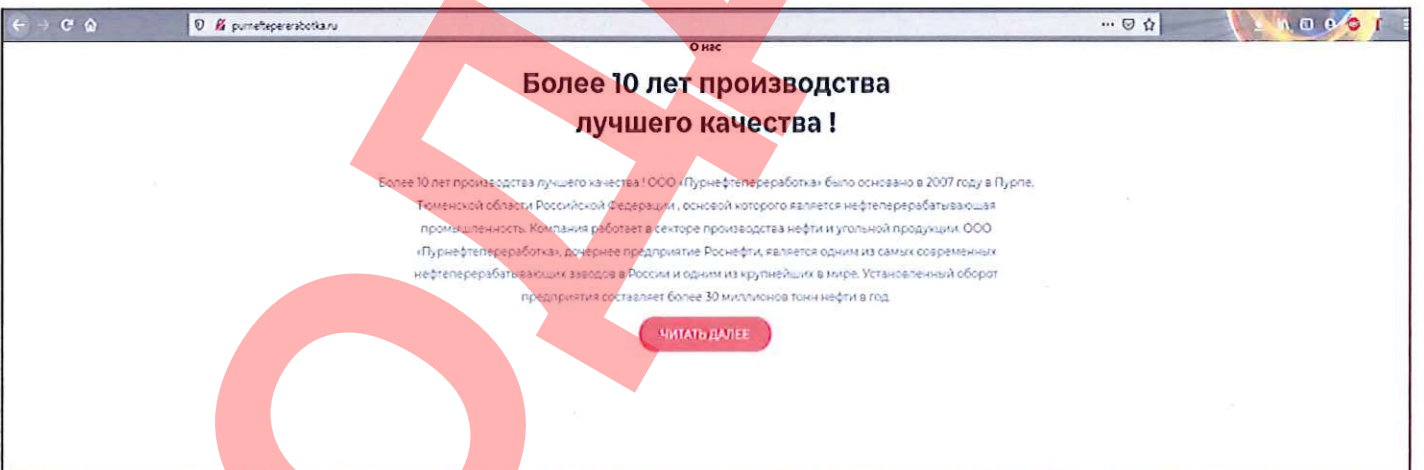 purneftepererabotka.ru
О нас
Более 10 лет производства
лучшего качества !
Более 10 лет производства лучшего качества ! ООО «Пурнефтепереработка» было основано в 2007 году в Пурпе,
Тюменской области Российской Федерации , основой которого является нефтеперерабатывающая
промышленность. Компания работает в секторе производства нефти и угольной продукции. ООО
«Пурнефтепереработка», дочернее предприятие Роснефти, является одним из самых современных
нефтеперерабатывающих заводов в России и одним из крупнейших в мире. Установленный оборот
предприятия составляет более 30 миллионов тонн нефти в год.
ЧИТАТЬ ДАЛЕЕ